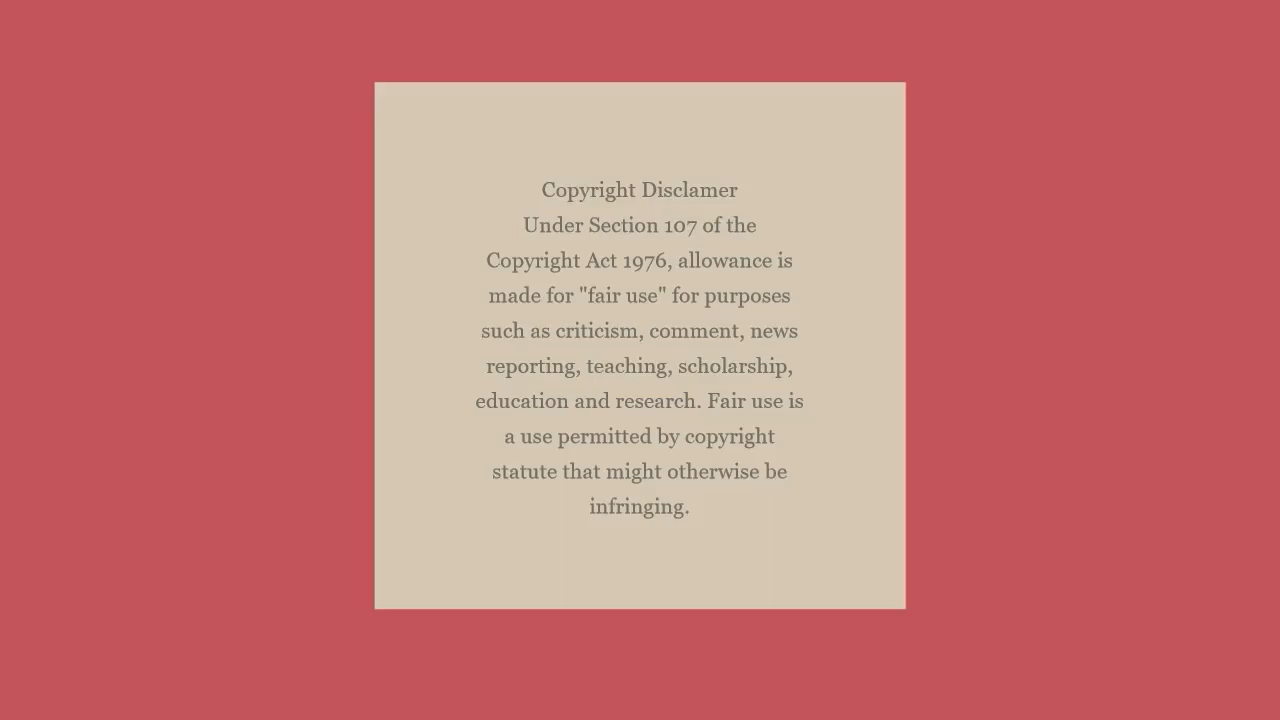 Copyright Disclamer
Under Section 107 of the
Copyright Act 1976, allowance is
made for "fair use" for purposes
such as criticism, comment, news
reporting, teaching, scholarship,
education and research. Fair use is
a use permitted by copyright
statute that might otherwise be
infringing.